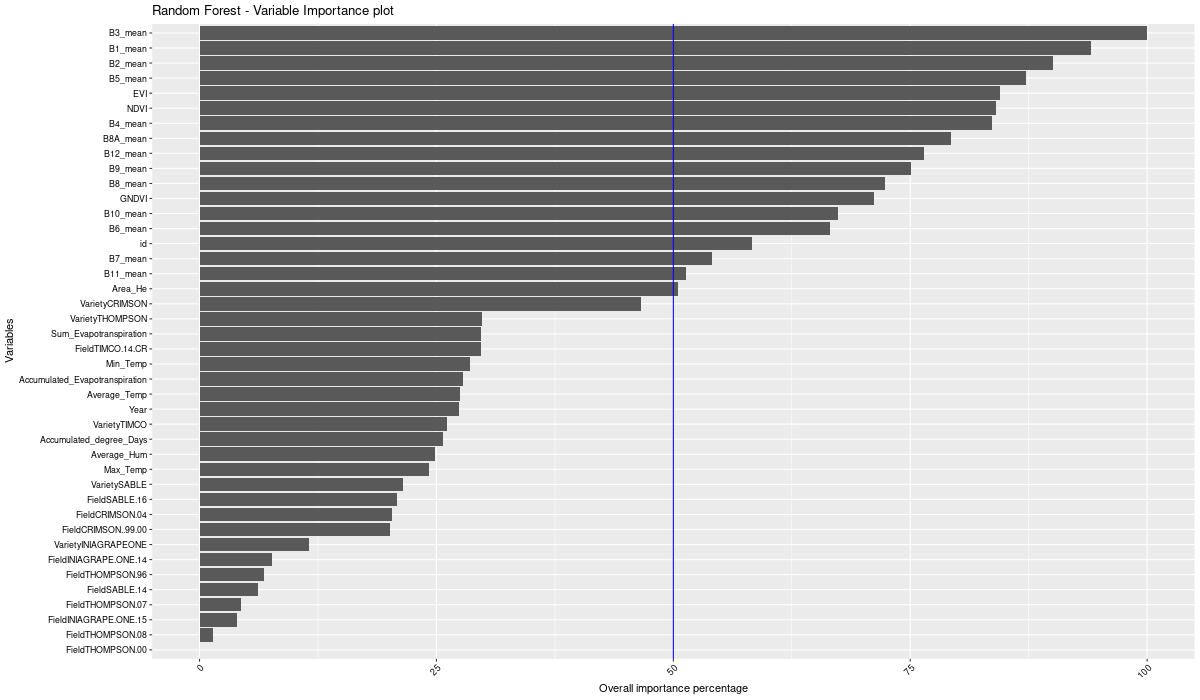 Random Forest - Variable Importance plot
Variables
B3_mean
B1_mean
B2_mean
B5_mean
EVI
NDVI
B4_mean
B8A_mean
B12_mean
B9_mean
B8_mean
GNDVI
B10_mean
B6_mean
id
B7_mean
B11_mean
Area_He
VarietyCRIMSON
VarietyTHOMPSON
Sum_Evapotranspiration
FieldTIMCO.14.CR
Min_Temp
Accumulated_Evapotranspiration
Average_Temp
Year
VarietyTIMCO
Accumulated_degree_Days
Average_Hum
Max_Temp
VarietySABLE
FieldSABLE.16
FieldCRIMSON.04
FieldCRIMSON..99.00
VarietyINIAGRAPEONE
FieldINIAGRAPE.ONE.14
FieldTHOMPSON.96
FieldSABLE.14
FieldTHOMPSON.07
FieldINIAGRAPE.ONE.15
FieldTHOMPSON.08
FieldTHOMPSON.00
0 25 50 75 100
Overall importance percentage